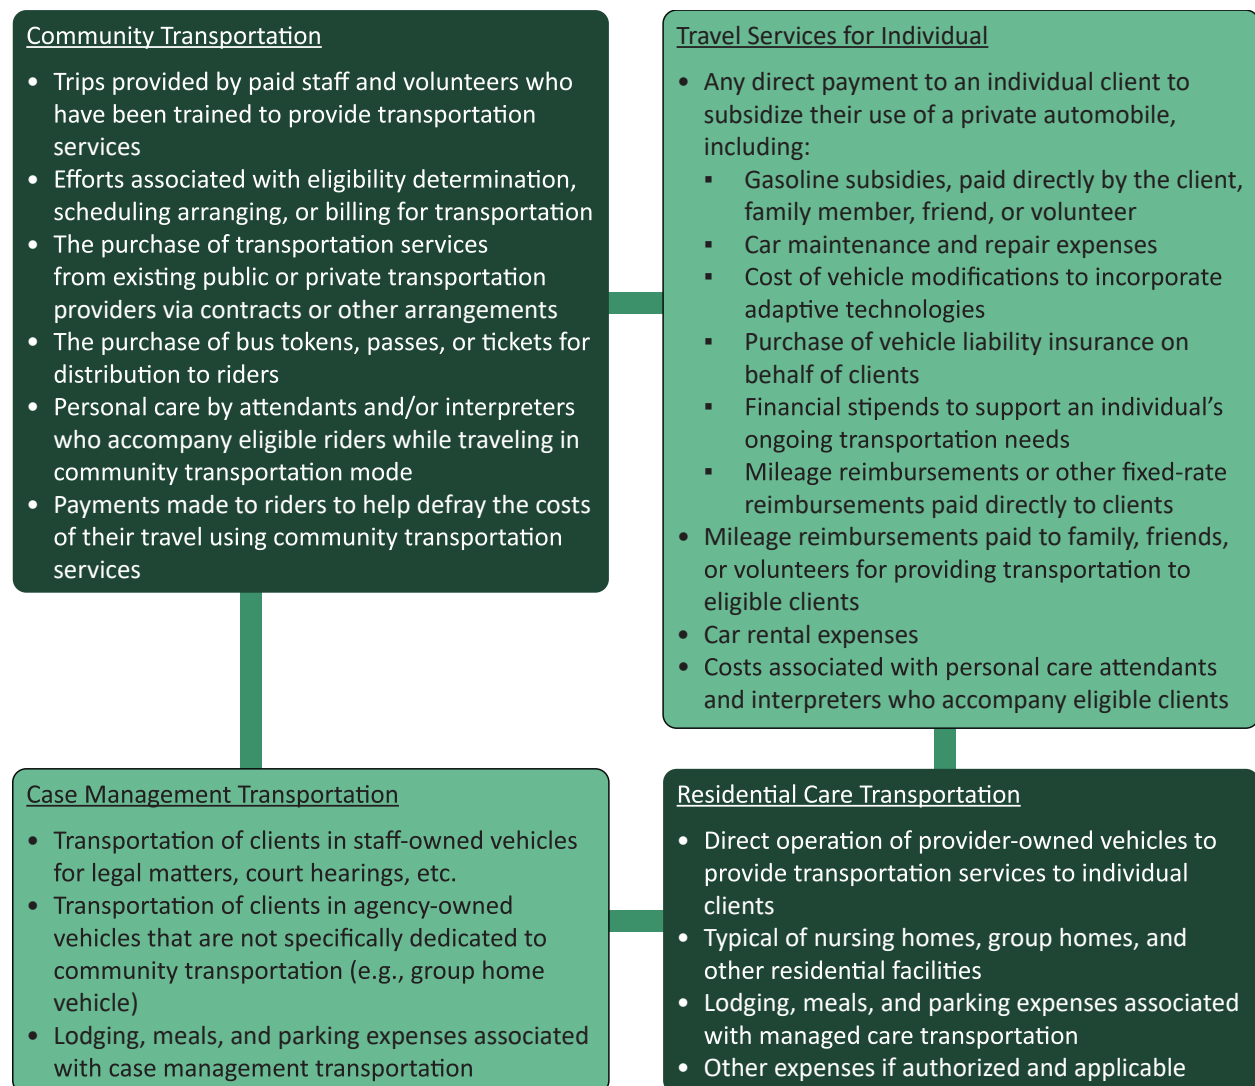 Community Transportation
• Trips provided by paid staff and volunteers who
have been trained to provide transportation
services
• Efforts associated with eligibility determination,
scheduling arranging, or billing for transportation
• The purchase of transportation services
from existing public or private transportation
providers via contracts or other arrangements
• The purchase of bus tokens, passes, or tickets for
distribution to riders
• Personal care by attendants and/or interpreters
who accompany eligible riders while traveling in
community transportation mode
• Payments made to riders to help defray the costs
of their travel using community transportation
services
Travel Services for Individual
• Any direct payment to an individual client to
subsidize their use of a private automobile,
including:
▪ Gasoline subsidies, paid directly by the client,
family member, friend, or volunteer
▪ Car maintenance and repair expenses
▪ Cost of vehicle modifications to incorporate
adaptive technologies
▪ Purchase of vehicle liability insurance on
behalf of clients
▪ Financial stipends to support an individual’s
ongoing transportation needs
▪ Mileage reimbursements or other fixed-rate
reimbursements paid directly to clients
• Mileage reimbursements paid to family, friends,
or volunteers for providing transportation to
eligible clients
• Car rental expenses
• Costs associated with personal care attendants
and interpreters who accompany eligible clients
Case Management Transportation
• Transportation of clients in staff-owned vehicles
for legal matters, court hearings, etc.
• Transportation of clients in agency-owned
vehicles that are not specifically dedicated to
community transportation (e.g., group home
vehicle)
• Lodging, meals, and parking expenses associated
with case management transportation
Residential Care Transportation
• Direct operation of provider-owned vehicles to
provide transportation services to individual
clients
• Typical of nursing homes, group homes, and
other residential facilities
• Lodging, meals, and parking expenses associated
with managed care transportation
• Other expenses if authorized and applicable